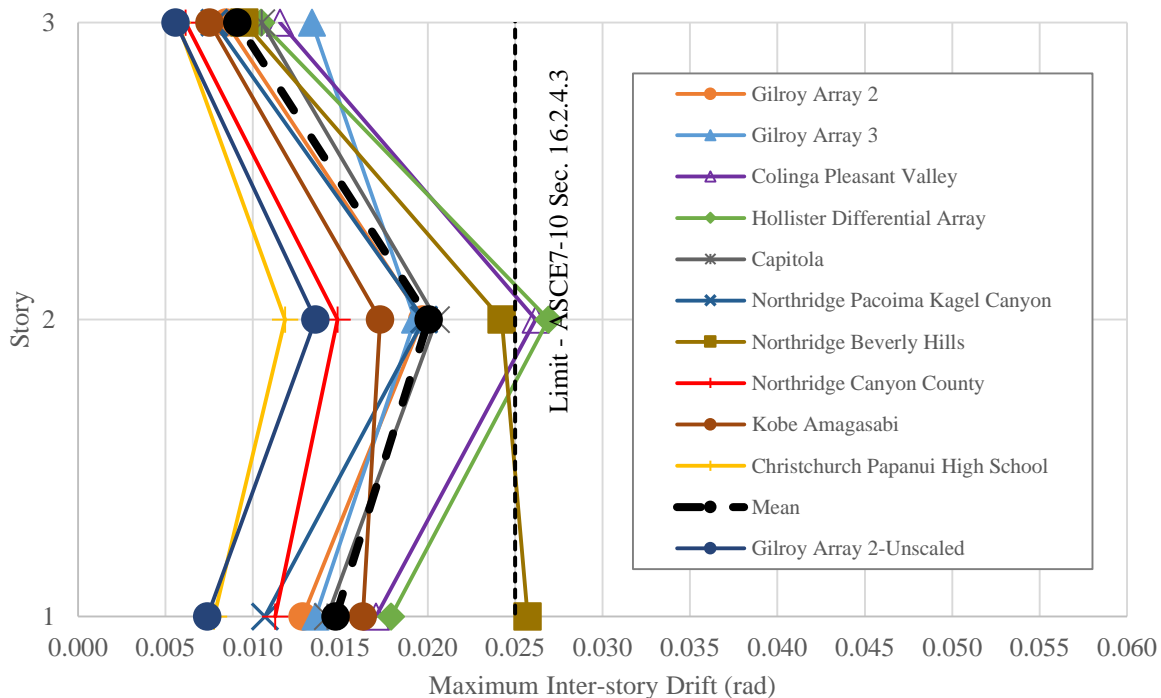 3
2
1
Story
0.000 0.005 0.010 0.015 0.020 0.025 0.030 0.035 0.040 0.045 0.050 0.055 0.060
Maximum Inter-story Drift (rad)
Limit - ASCE7-10 Sec. 16.2.4.3
Gilroy Array 2
Gilroy Array 3
Colinga Pleasant Valley
Hollister Differential Array
Capitola
Northridge Pacoima Kagel Canyon
Northridge Beverly Hills
Northridge Canyon County
Kobe Amagasabi
Christchurch Papanui High School
Mean
Gilroy Array 2-Unscaled